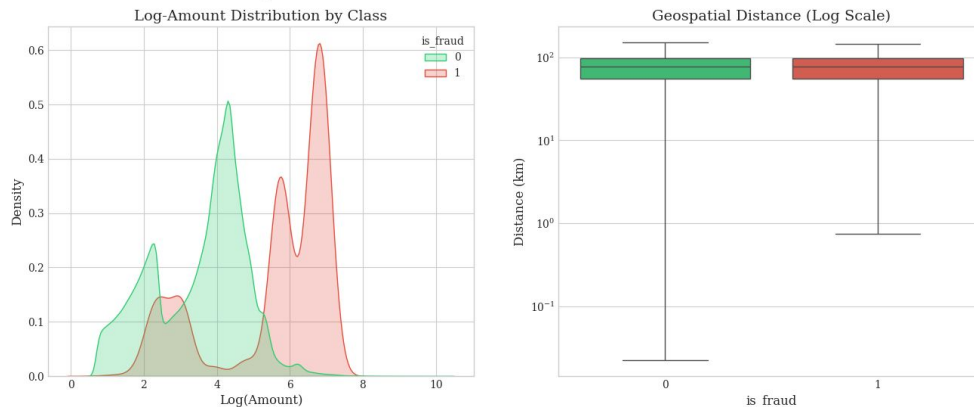 Log-Amount Distribution by Class
is_fraud
0
1
0.6
0.5
0.4
0.3
0.2
0.1
0.0
Density
0 2 4 6 8 10
Log(Amount)
Geospatial Distance (Log Scale)
10²
10¹
10⁰
10⁻¹
Distance (km)
0 1
is_fraud